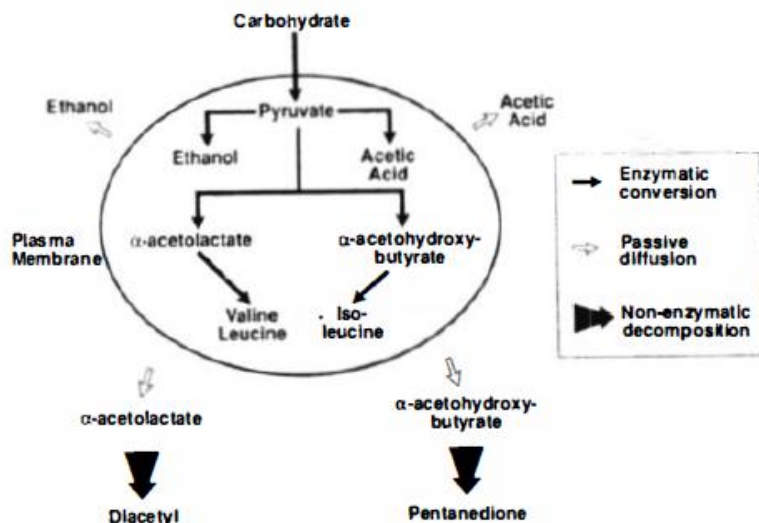 Carbohydrate
Ethanol
Pyruvate
Acetic
Acid
Ethanol
Acetic
Acid
Enzymatic
conversion
Plasma
Membrane
α-acetolactate
α-acetohydroxy-
butyrate
Passive
diffusion
Valine
Leucine
Iso-
leucine
Non-enzymatic
decomposition
α-acetolactate
α-acetohydroxy-
butyrate
Diacetyl
Pentanedione